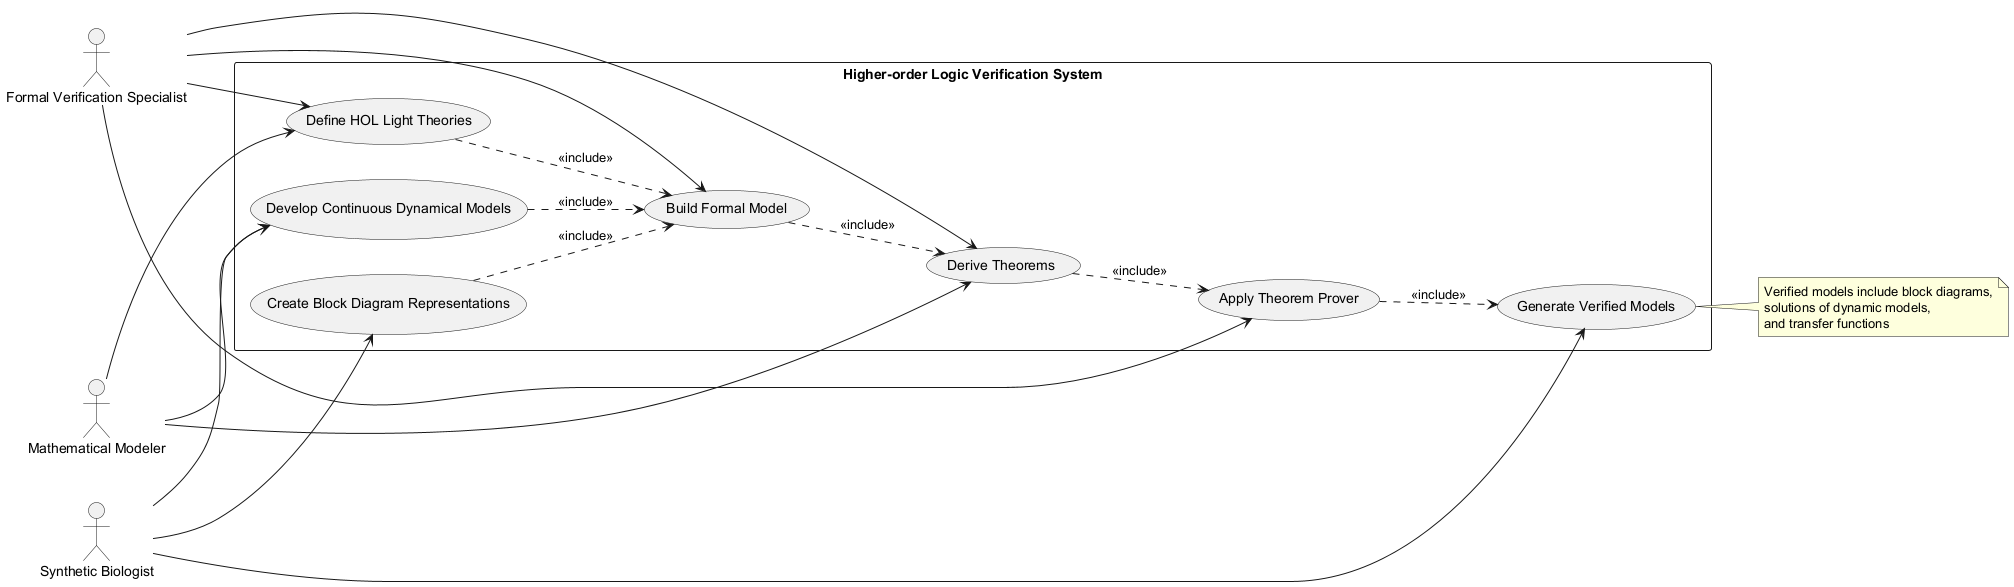 Higher-order Logic Verification System
Formal Verification Specialist
Define HOL Light Theories
«include»
Develop Continuous Dynamical Models
«include»
Build Formal Model
«include»
«include»
Derive Theorems
«include»
Create Block Diagram Representations
Apply Theorem Prover
«include»
Generate Verified Models
Verified models include block diagrams,
solutions of dynamic models,
and transfer functions
Mathematical Modeler
Synthetic Biologist